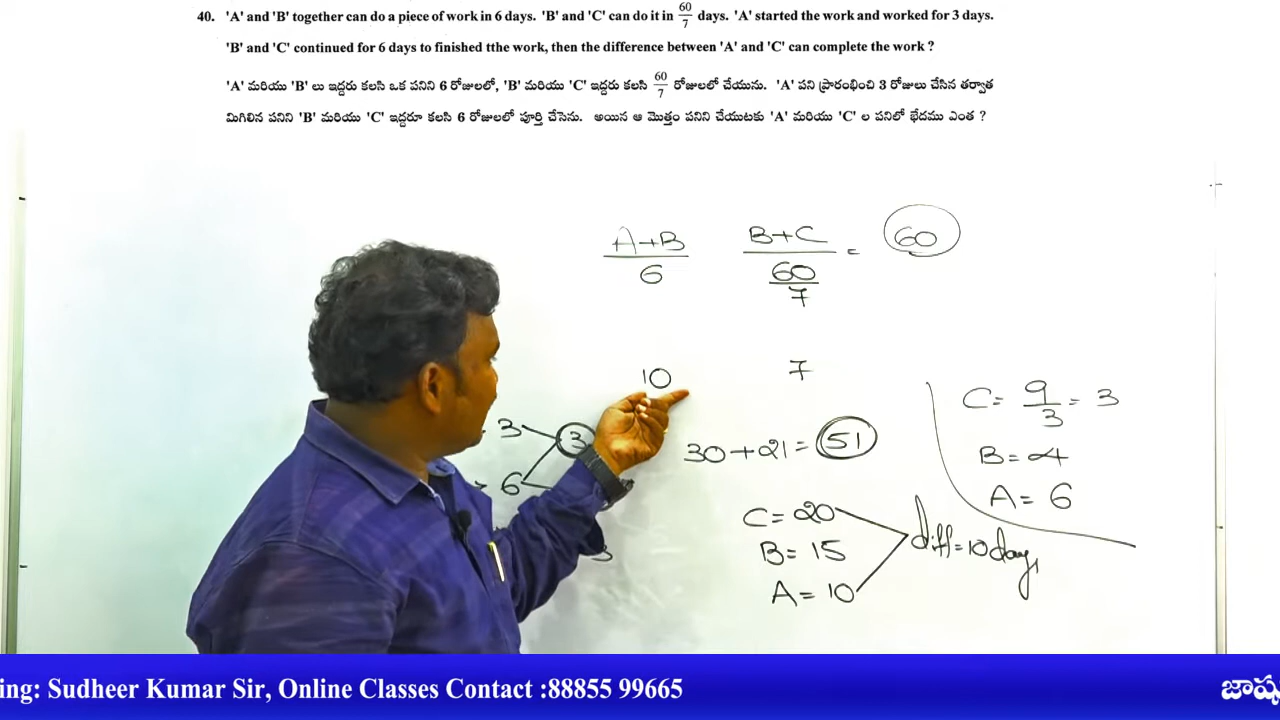 40. 'A' and 'B' together can do a piece of work in 6 days. 'B' and 'C' can do it in 60/7 days. 'A' started the work and worked for 3 days.
'B' and 'C' continued for 6 days to finished tthe work, then the difference between 'A' and 'C' can complete the work ?
'A' మరియు 'B' లు ఇద్దరు కలసి ఒక పనిని 6 రోజులలో, 'B' మరియు 'C' ఇద్దరు కలసి 60/7 రోజులలో చేయును. 'A' పని ప్రారంభించి 3 రోజులు చేసిన తర్వాత
మిగిలిన పనిని 'B' మరియు 'C' ఇద్దరూ కలసి 6 రోజులలో పూర్తి చేసెను. అయిన ఆ మొత్తం పనిని చేయుటకు 'A' మరియు 'C' ల పనిలో భేదము ఎంత ?
A+B/6 B+C/60/7 = 60
10 7
3 3
30+21= 51
6
C= 9/3 = 3
B= 4
A= 6
C= 20
B= 15
A= 10
diff=10days
3
ing: Sudheer Kumar Sir, Online Classes Contact :88855 99665